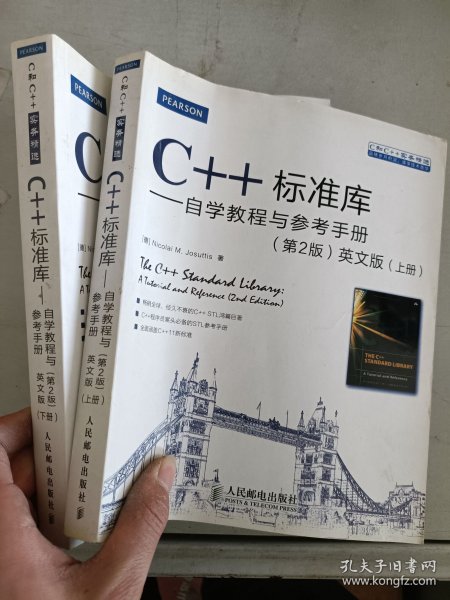 PEARSON
C和C++实务精选
C++标准库——自学教程与参考手册
(第2版)
英文版
(下册)
人民邮电出版社
PEARSON
C和C++实务精选
C++标准库——自学教程与参考手册
(第2版)
英文版
(上册)
人民邮电出版社
PEARSON
C和C++实务精选
C++标准库
——自学教程与参考手册
(第2版) 英文版(上册)
[德] Nicolai M. Josuttis 著
The C++ Standard Library:
A Tutorial and Reference (2nd Edition)
畅销全球、经久不衰的C++ STL鸿篇巨著
C++程序员案头必备的STL参考手册
全面涵盖C++11新标准
THE C++
STANDARD LIBRARY
A Tutorial and Reference
人民邮电出版社
POSTS & TELECOM PRESS
孔夫子旧书网
www.kongfz.com